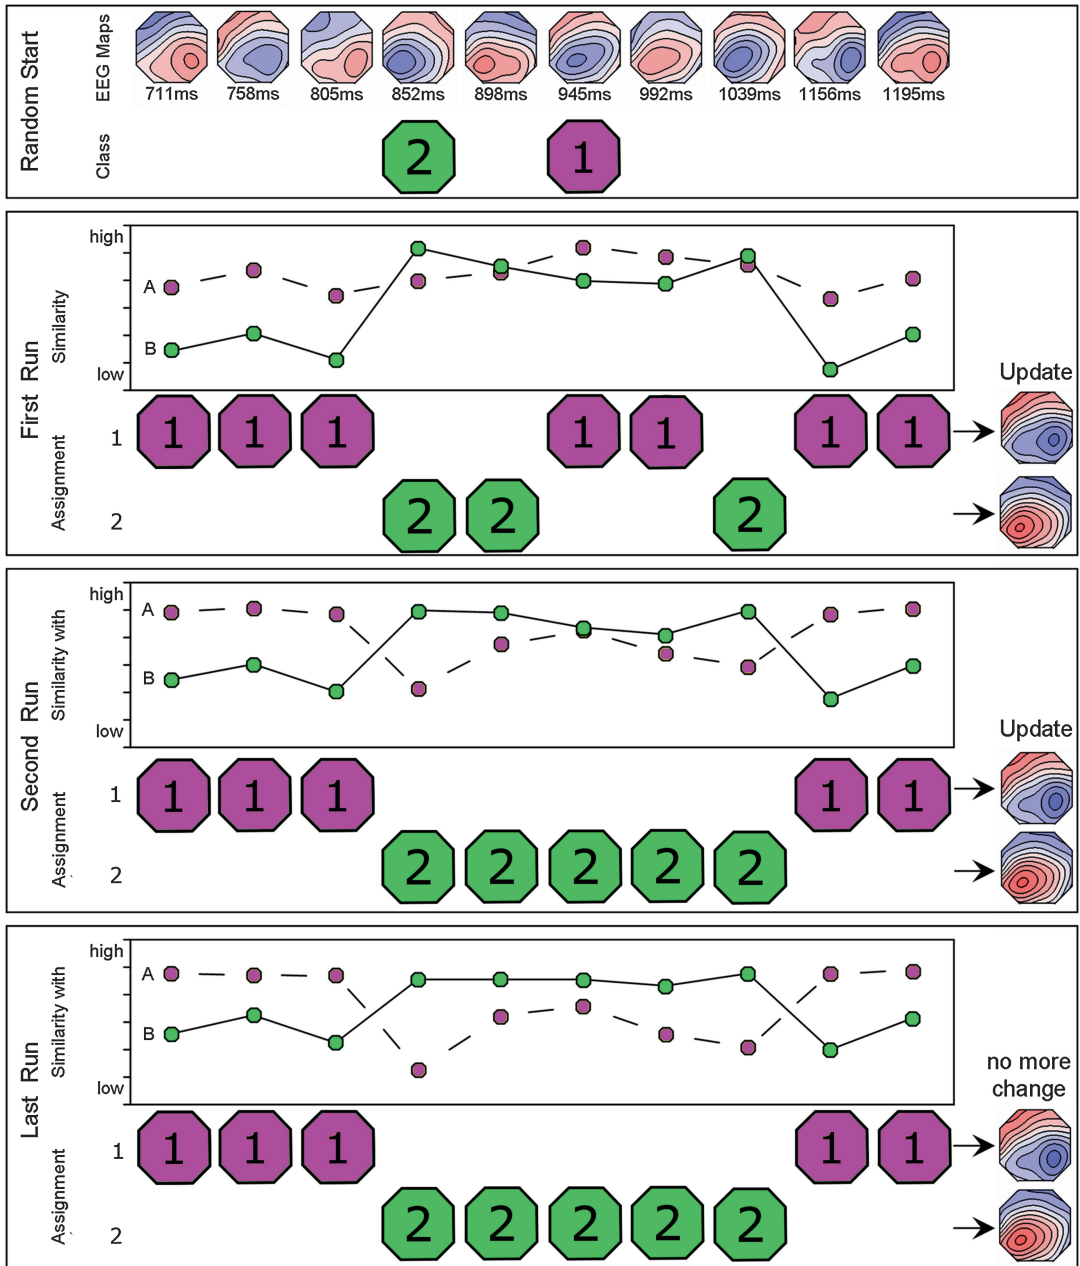 Random Start
EEG Maps
711ms 758ms 805ms 852ms 898ms 945ms 992ms 1039ms 1156ms 1195ms
Class
2 1
First Run
Similarity
high
A
B
low
Update
Assignment
1 1 1 1 1 1 1 1
2 2 2 2
Second Run
Similarity with
high
A
B
low
Update
Assignment
1 1 1 1 1 1
2 2 2 2 2 2
Last Run
Similarity with
high
A
B
low
no more
change
Assignment
1 1 1 1 1 1
2 2 2 2 2 2